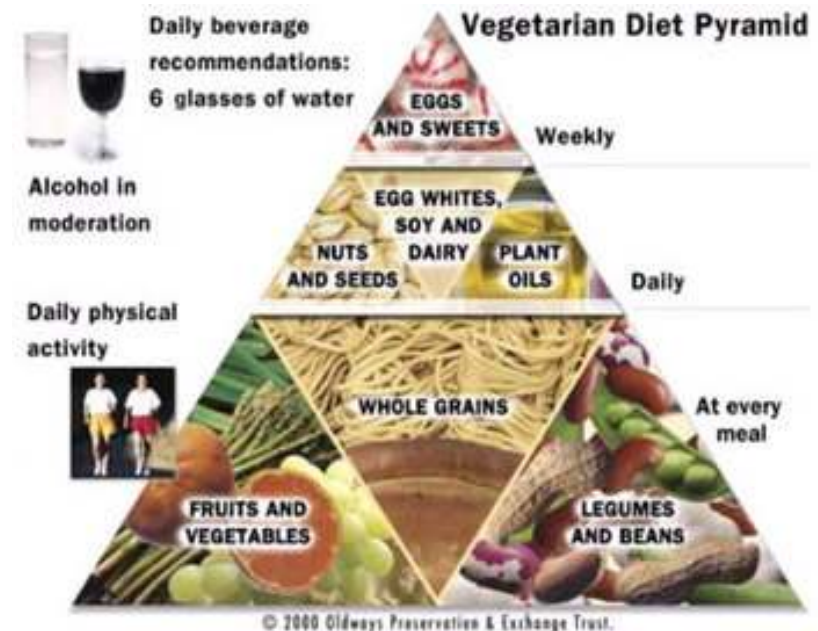 Vegetarian Diet Pyramid
Daily beverage
recommendations:
6 glasses of water
Alcohol in
moderation
EGGS
AND SWEETS
Weekly
EGG WHITES,
SOY AND
DAIRY
NUTS
AND SEEDS
PLANT
OILS
Daily
Daily physical
activity
WHOLE GRAINS
At every
meal
FRUITS AND
VEGETABLES
LEGUMES
AND BEANS
© 2000 Oldways Preservation & Exchange Trust.